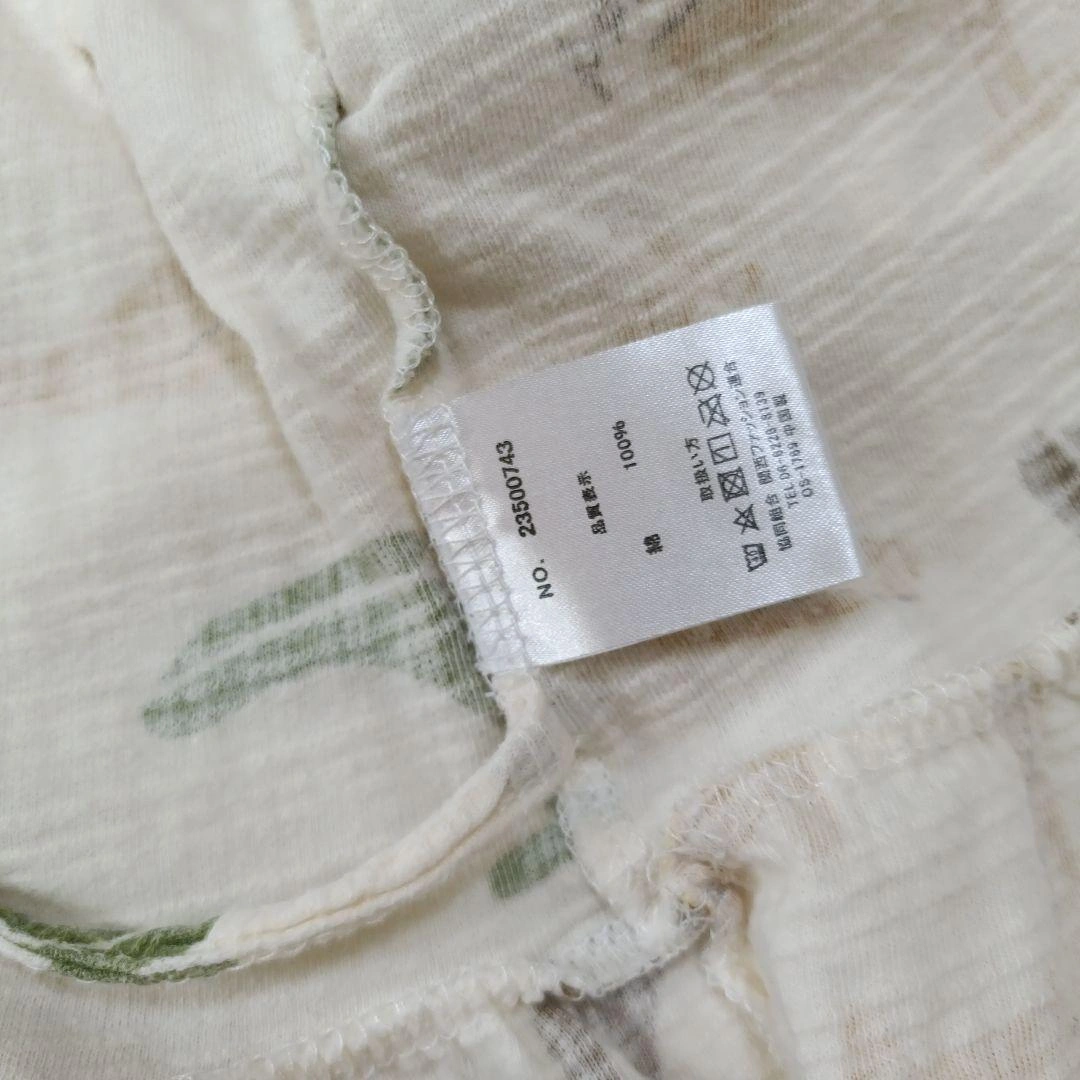 NO. 23500743
品質表示
綿 100%
取扱い方
協同組合 関西ファッション連合
TEL 06-6228-6139
OS-1799 中国製